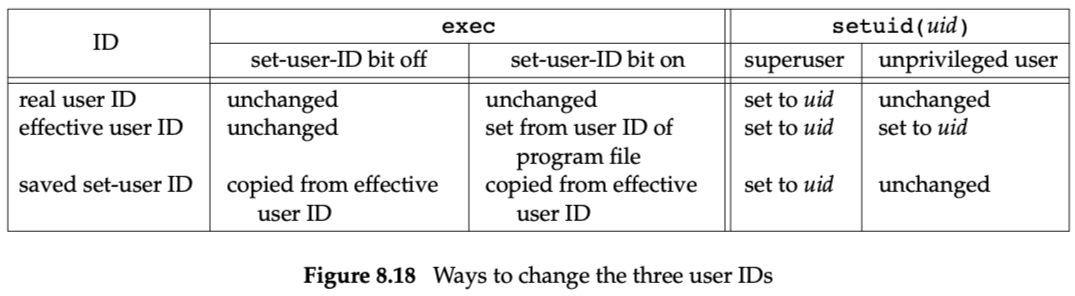 ID exec setuid(uid)
set-user-ID bit off set-user-ID bit on superuser unprivileged user
real user ID unchanged unchanged set to uid unchanged
effective user ID unchanged set from user ID of set to uid set to uid
program file
saved set-user ID copied from effective copied from effective set to uid unchanged
user ID user ID
Figure 8.18 Ways to change the three user IDs